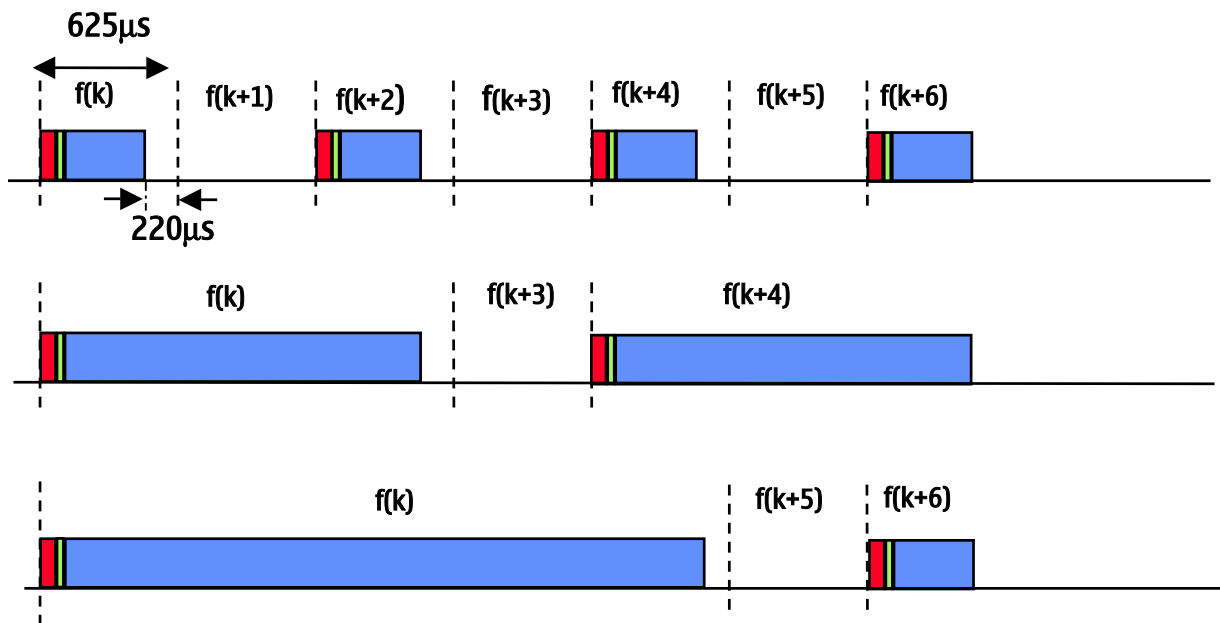 625µs
f(k) f(k+1) f(k+2) f(k+3) f(k+4) f(k+5) f(k+6)
220µs
f(k) f(k+3) f(k+4)
f(k) f(k+5) f(k+6)